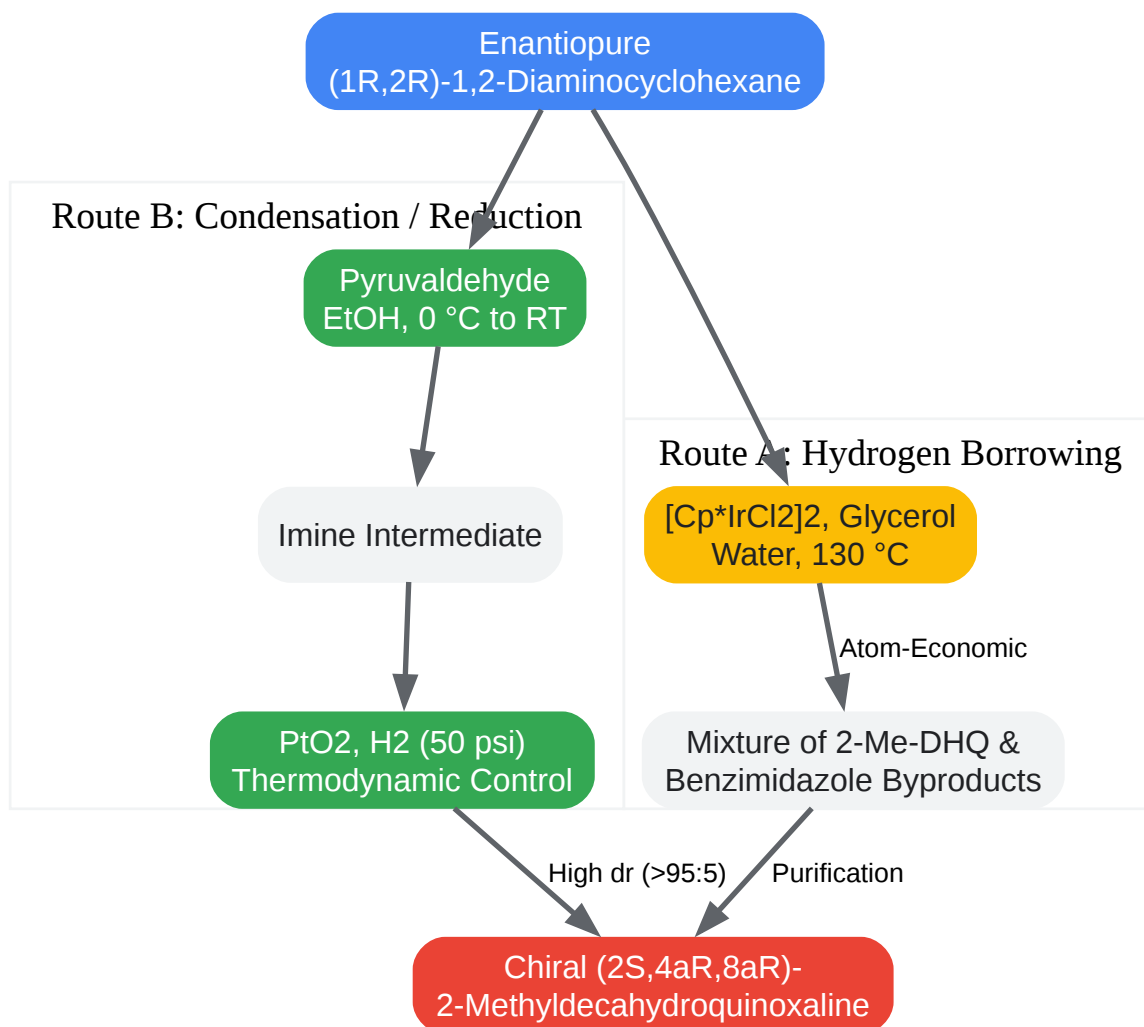 Enantiopure
(1R,2R)-1,2-Diaminocyclohexane
Route B: Condensation / Reduction
Pyruvaldehyde
EtOH, 0 °C to RT
Imine Intermediate
PtO2, H2 (50 psi)
Thermodynamic Control
Route A: Hydrogen Borrowing
[Cp*IrCl2]2, Glycerol
Water, 130 °C
Atom-Economic
Mixture of 2-Me-DHQ &
Benzimidazole Byproducts
High dr (>95:5)
Purification
Chiral (2S,4aR,8aR)-
2-Methyldecahydroquinoxaline